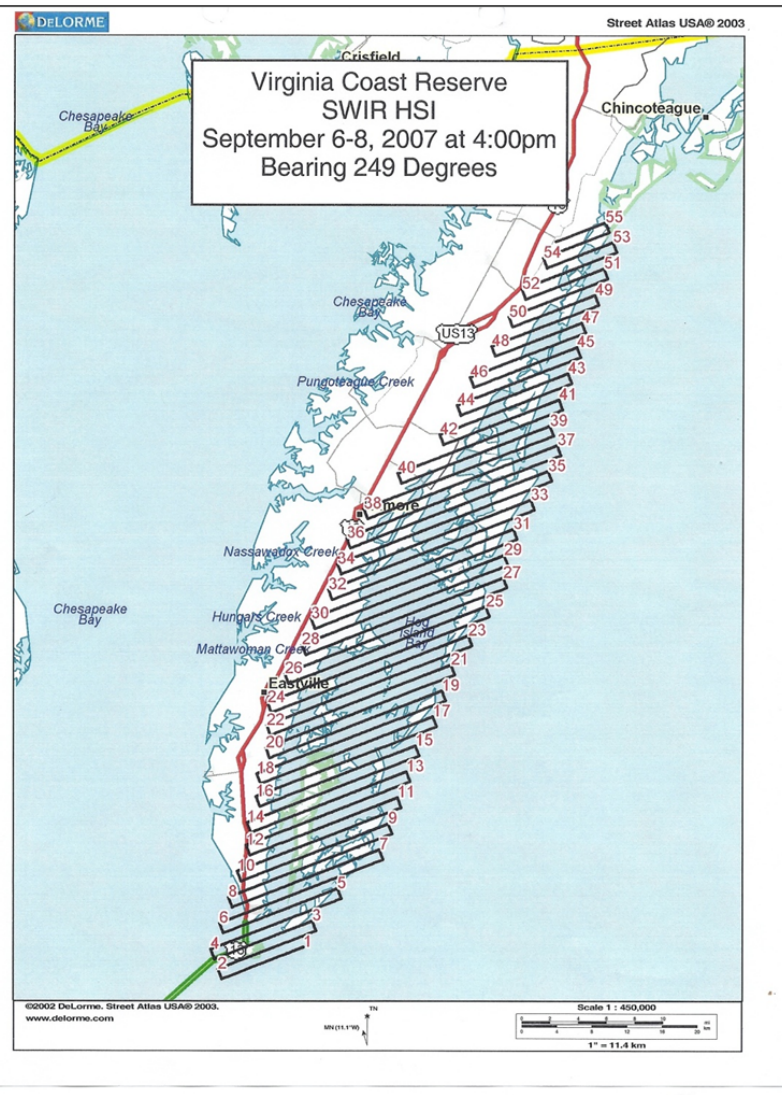 DELORME
Street Atlas USA® 2003
Crisfield
Virginia Coast Reserve
SWIR HSI
September 6-8, 2007 at 4:00pm
Bearing 249 Degrees
Chesapeake
Bay
Chincoteague
55
53
54
51
52
49
50
47
Chesapeake
Bay
US13
48
45
46
43
Pungoteague Creek
44
41
42
39
37
40
35
38
more
33
36
31
Nassawadox Creek
34
29
32
27
Chesapeake
Bay
Hungars Creek
30
25
Hog
Island
Bay
28
23
Mattawoman Creek
26
21
Eastville
24
19
22
17
20
15
18
13
16
11
14
9
12
7
10
8
5
6
3
4
13
1
2
©2002 DeLorme. Street Atlas USA® 2003.
www.delorme.com
TN
MN (11.1°W)
Scale 1 : 450,000
mi
km
1" = 11.4 km